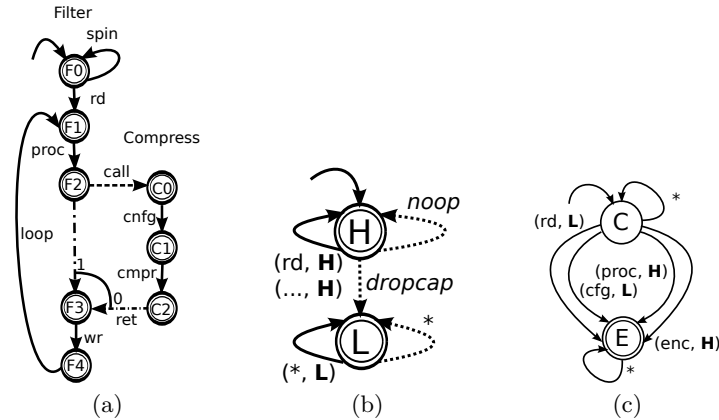 Filter
spin
F0
rd
F1
Compress
proc
call
F2
C0
cnfg
loop
C1
cmpr
1
0
F3
ret
C2
wr
F4
(a)
noop
H
(rd, H)
(..., H)
dropcap
L
*
(*, L)
(b)
*
(rd, L)
C
(proc, H)
(cfg, L)
E
(enc, H)
*
(c)